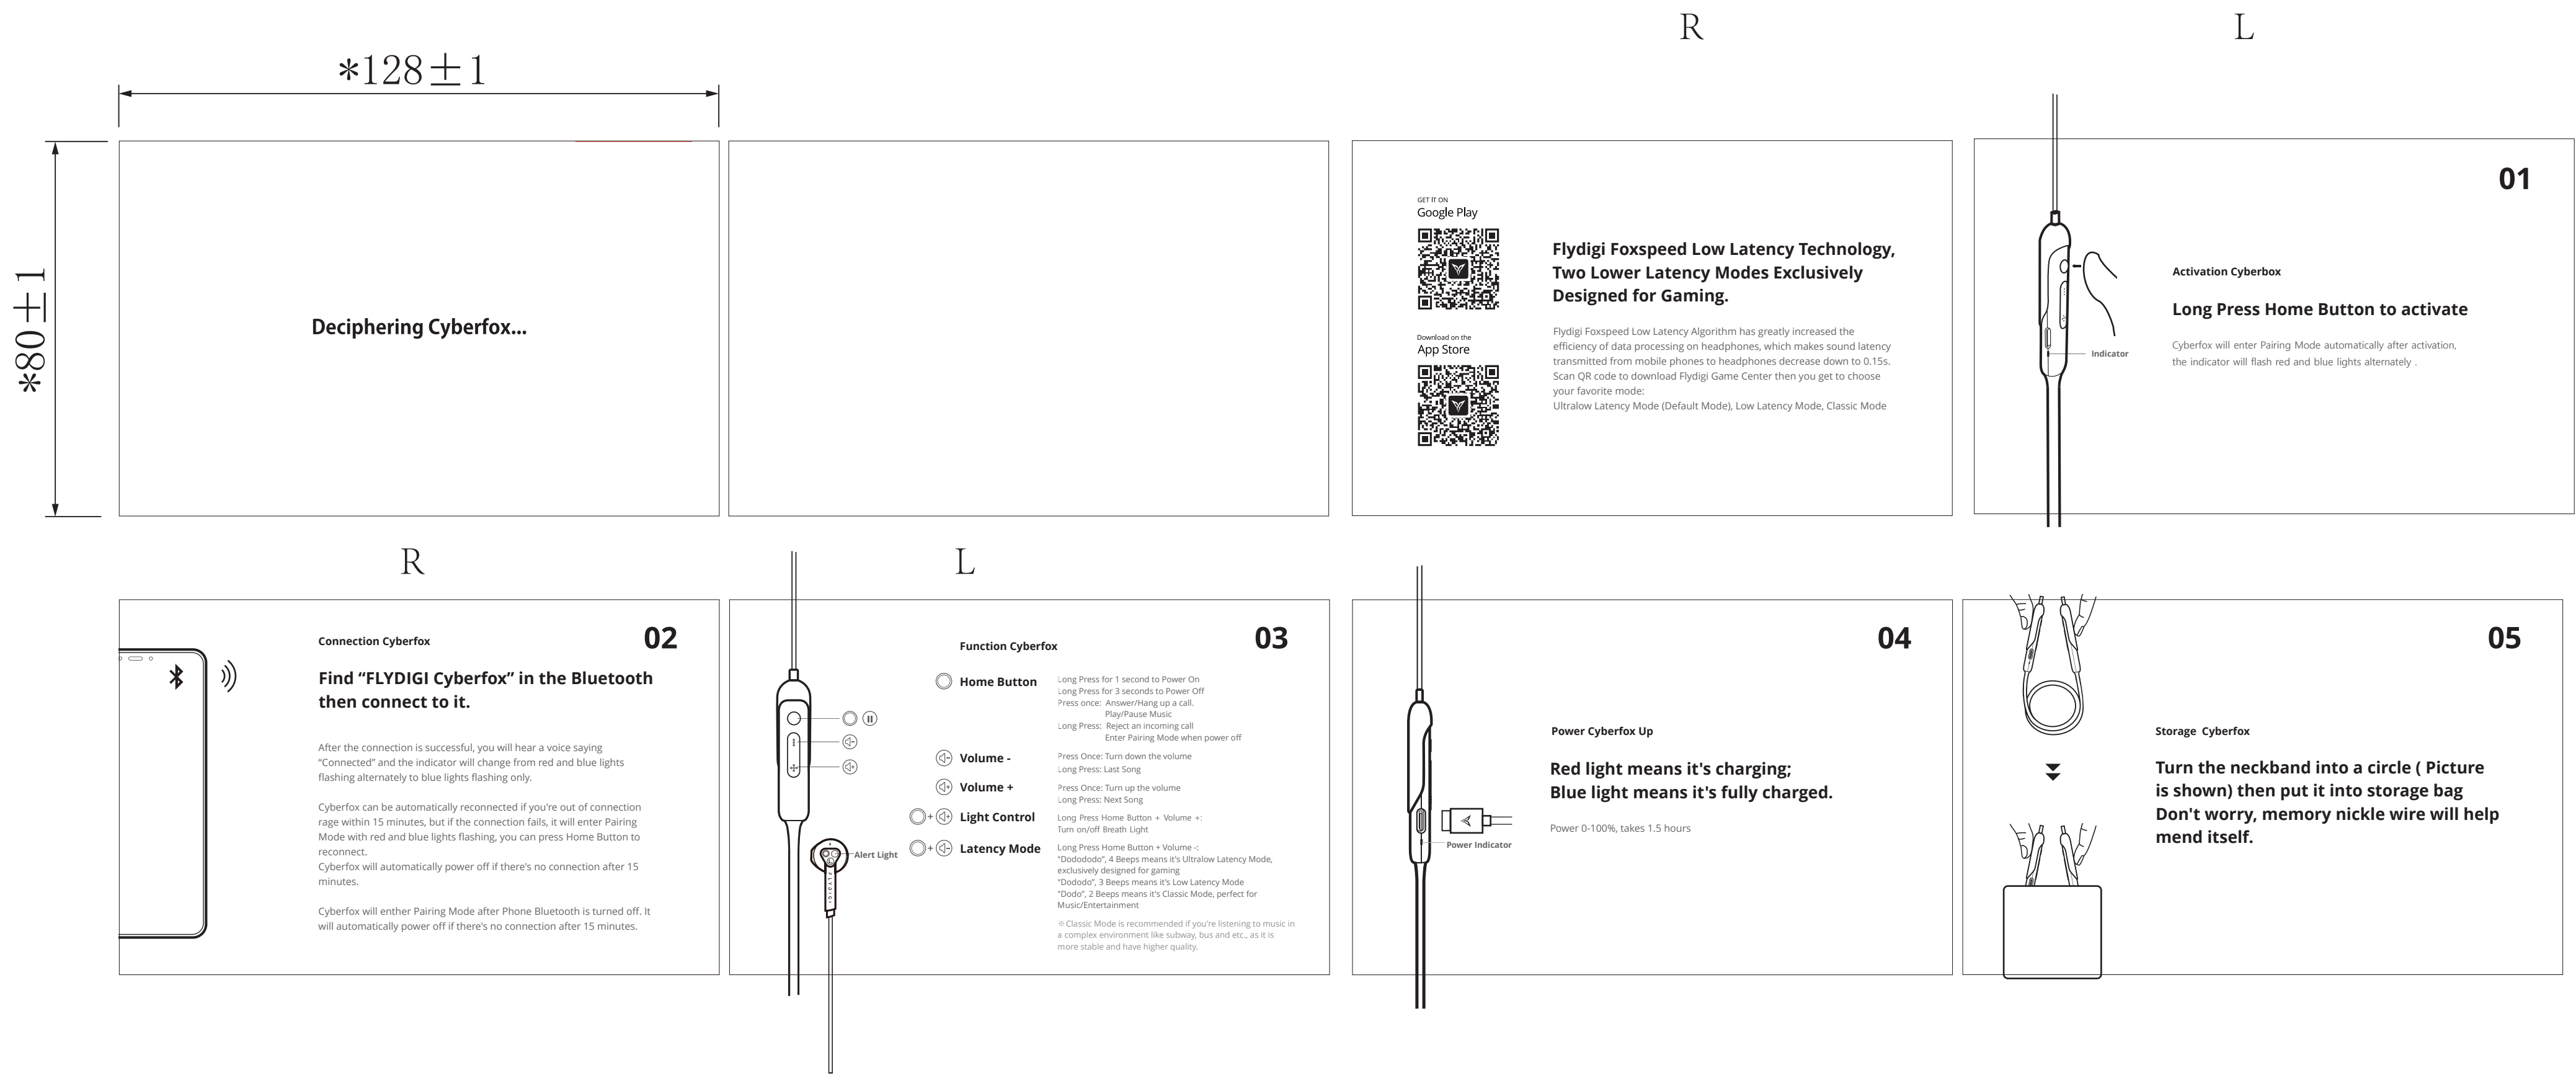 R
L
*128±1
*80±1
Deciphering Cyberfox...
GET IT ON
Google Play
Download on the
App Store
Flydigi Foxspeed Low Latency Technology,
Two Lower Latency Modes Exclusively
Designed for Gaming.
Flydigi Foxspeed Low Latency Algorithm has greatly increased the
efficiency of data processing on headphones, which makes sound latency
transmitted from mobile phones to headphones decrease down to 0.15s.
Scan QR code to download Flydigi Game Center then you get to choose
your favorite mode:
Ultralow Latency Mode (Default Mode), Low Latency Mode, Classic Mode
01
Activation Cyberbox
Long Press Home Button to activate
Cyberfox will enter Pairing Mode automatically after activation,
the indicator will flash red and blue lights alternately .
Indicator
R
L
02
Connection Cyberfox
Find “FLYDIGI Cyberfox” in the Bluetooth
then connect to it.
After the connection is successful, you will hear a voice saying
“Connected” and the indicator will change from red and blue lights
flashing alternately to blue lights flashing only.
Cyberfox can be automatically reconnected if you're out of connection
rage within 15 minutes, but if the connection fails, it will enter Pairing
Mode with red and blue lights flashing, you can press Home Button to
reconnect.
Cyberfox will automatically power off if there's no connection after 15
minutes.
Cyberfox will enther Pairing Mode after Phone Bluetooth is turned off. It
will automatically power off if there's no connection after 15 minutes.
03
Function Cyberfox
Home Button
Long Press for 1 second to Power On
Long Press for 3 seconds to Power Off
Press once: Answer/Hang up a call.
Play/Pause Music
Long Press: Reject an incoming call
Enter Pairing Mode when power off
Volume -
Press Once: Turn down the volume
Long Press: Last Song
Volume +
Press Once: Turn up the volume
Long Press: Next Song
+ Light Control
Long Press Home Button + Volume +:
Turn on/off Breath Light
+ Latency Mode
Long Press Home Button + Volume -:
“Dodododo”, 4 Beeps means it's Ultralow Latency Mode,
exclusively designed for gaming
“Dododo”, 3 Beeps means it's Low Latency Mode
“Dodo”, 2 Beeps means it's Classic Mode, perfect for
Music/Entertainment
※Classic Mode is recommended if you're listening to music in
a complex environment like subway, bus and etc., as it is
more stable and have higher quality.
Alert Light
FLYDIGI
04
Power Cyberfox Up
Red light means it's charging;
Blue light means it's fully charged.
Power 0-100%, takes 1.5 hours
Power Indicator
05
Storage Cyberfox
Turn the neckband into a circle ( Picture
is shown) then put it into storage bag
Don't worry, memory nickle wire will help
mend itself.